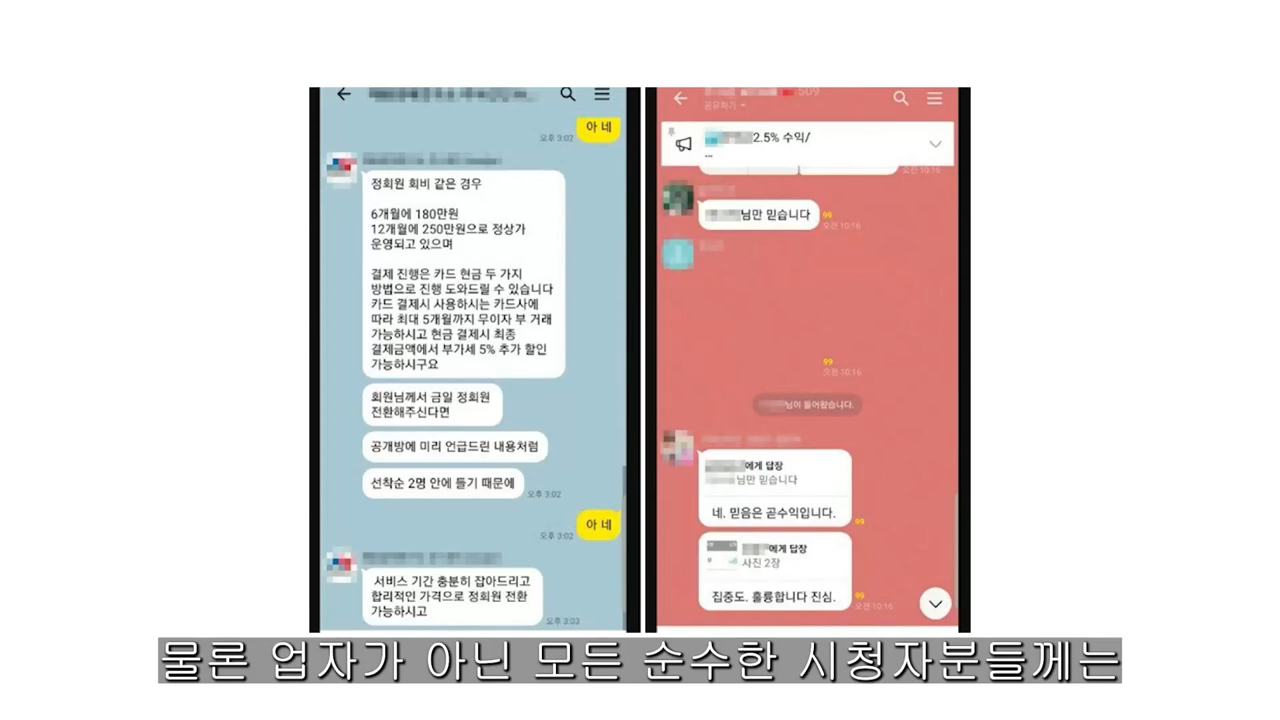 아 네
오후 3:02
정회원 회비 같은 경우
6개월에 180만원
12개월에 250만원으로 정상가
운영되고 있으며
결제 진행은 카드 현금 두 가지
방법으로 진행 도와드릴 수 있습니다
카드 결제시 사용하시는 카드사에
따라 최대 5개월까지 무이자 부 거래
가능하시고 현금 결제시 최종
결제금액에서 부가세 5% 추가 할인
가능하시구요
회원님께서 금일 정회원
전환해주신다면
공개방에 미리 언급드린 내용처럼
선착순 2명 안에 들기 때문에
오후 3:02
아 네
오후 3:02
서비스 기간 충분히 잡아드리고
합리적인 가격으로 정회원 전환
가능하시고
오후 3:03
509
공유하기
2.5% 수익/
...
오전 10:16
님만 믿습니다
99
오전 10:16
99
오전 10:16
님이 들어왔습니다.
에게 답장
님만 믿습니다
네. 믿음은 곧수익입니다.
99
에게 답장
사진 2장
집중도. 훌륭합니다 진심.
99
오전 10:16
물론 업자가 아닌 모든 순수한 시청자분들께는